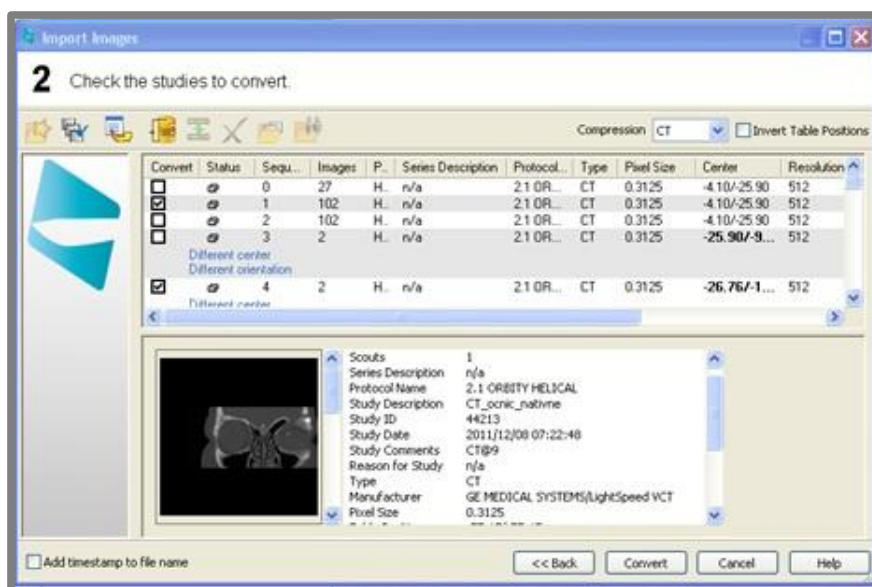 Import Images
2 Check the studies to convert.
Compression CT Invert Table Positions
Convert Status Sequ... Images P.. Series Description Protocol... Type Pixel Size Center Resolution
0 27 H.. n/a 2.1 OR... CT 0.3125 -4.10/-25.90 512
1 102 H.. n/a 2.1 OR... CT 0.3125 -4.10/-25.90 512
2 102 H.. n/a 2.1 OR... CT 0.3125 -4.10/-25.90 512
3 2 H.. n/a 2.1 OR... CT 0.3125 -25.90/-9... 512
Different center
Different orientation
4 2 H.. n/a 2.1 OR... CT 0.3125 -26.76/-1... 512
Different center
Scouts 1
Series Description n/a
Protocol Name 2.1 ORBITY HELICAL
Study Description CT_ocnic_nativne
Study ID 44213
Study Date 2011/12/08 07:22:48
Study Comments CT@9
Reason for Study n/a
Type CT
Manufacturer GE MEDICAL SYSTEMS/LightSpeed VCT
Pixel Size 0.3125
Add timestamp to file name << Back Convert Cancel Help